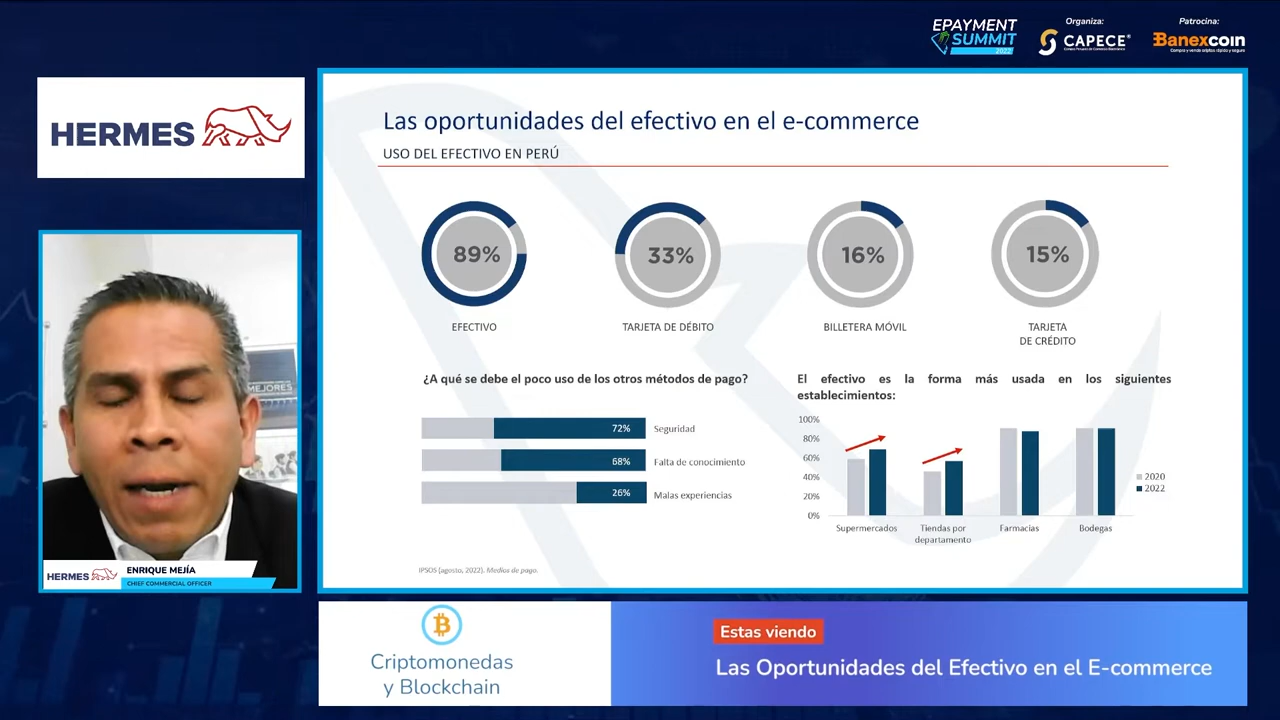 EPAYMENT
SUMMIT
2022
Organiza:
CAPECE
Patrocina:
Banexcoin
HERMES
Las oportunidades del efectivo en el e-commerce
USO DEL EFECTIVO EN PERÚ
89%
33%
16%
15%
EFECTIVO
TARJETA DE DÉBITO
BILLETERA MÓVIL
TARJETA
DE CRÉDITO
¿A qué se debe el poco uso de los otros métodos de pago?
72%
Seguridad
68%
Falta de conocimiento
26%
Malas experiencias
El efectivo es la forma más usada en los siguientes
establecimientos:
100%
80%
60%
40%
20%
0%
Supermercados
Tiendas por
departamento
Farmacias
Bodegas
2020
2022
IPSOS (agosto, 2022). Medios de pago.
MEJORES
HERMES
ENRIQUE MEJÍA
CHIEF COMMERCIAL OFFICER
Criptomonedas
y Blockchain
Estas viendo
Las Oportunidades del Efectivo en el E-commerce